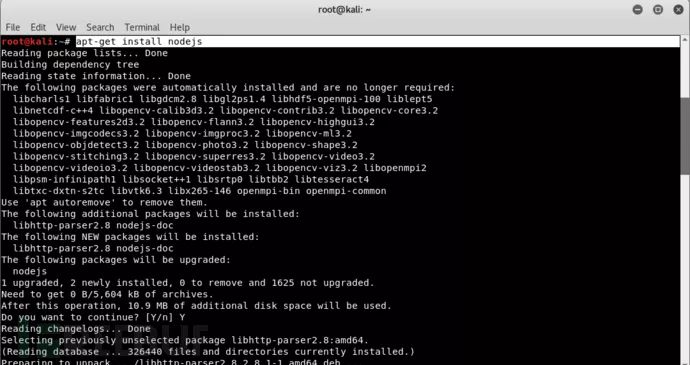 root@kali: ~
File Edit View Search Terminal Help
root@kali:~# apt-get install nodejs
Reading package lists... Done
Building dependency tree
Reading state information... Done
The following packages were automatically installed and are no longer required:
libcharls1 libfabric1 libgdcm2.8 libgl2ps1.4 libhdf5-openmpi-100 liblept5
libnetcdf-c++4 libopencv-calib3d3.2 libopencv-contrib3.2 libopencv-core3.2
libopencv-features2d3.2 libopencv-flann3.2 libopencv-highgui3.2
libopencv-imgcodecs3.2 libopencv-imgproc3.2 libopencv-ml3.2
libopencv-objdetect3.2 libopencv-photo3.2 libopencv-shape3.2
libopencv-stitching3.2 libopencv-superres3.2 libopencv-video3.2
libopencv-videoio3.2 libopencv-videostab3.2 libopencv-viz3.2 libopenmpi2
libpsm-infinipath1 libsocket++1 libsrtp0 libtbb2 libtesseract4
libtxc-dxtn-s2tc libvtk6.3 libx265-146 openmpi-bin openmpi-common
Use 'apt autoremove' to remove them.
The following additional packages will be installed:
libhttp-parser2.8 nodejs-doc
The following NEW packages will be installed:
libhttp-parser2.8 nodejs-doc
The following packages will be upgraded:
nodejs
1 upgraded, 2 newly installed, 0 to remove and 1625 not upgraded.
Need to get 0 B/5,604 kB of archives.
After this operation, 10.9 MB of additional disk space will be used.
Do you want to continue? [Y/n] Y
Reading changelogs... Done
Selecting previously unselected package libhttp-parser2.8:amd64.
(Reading database ... 326440 files and directories currently installed.)
Preparing to unpack .../libhttp-parser2.8_2.8.1-1_amd64.deb